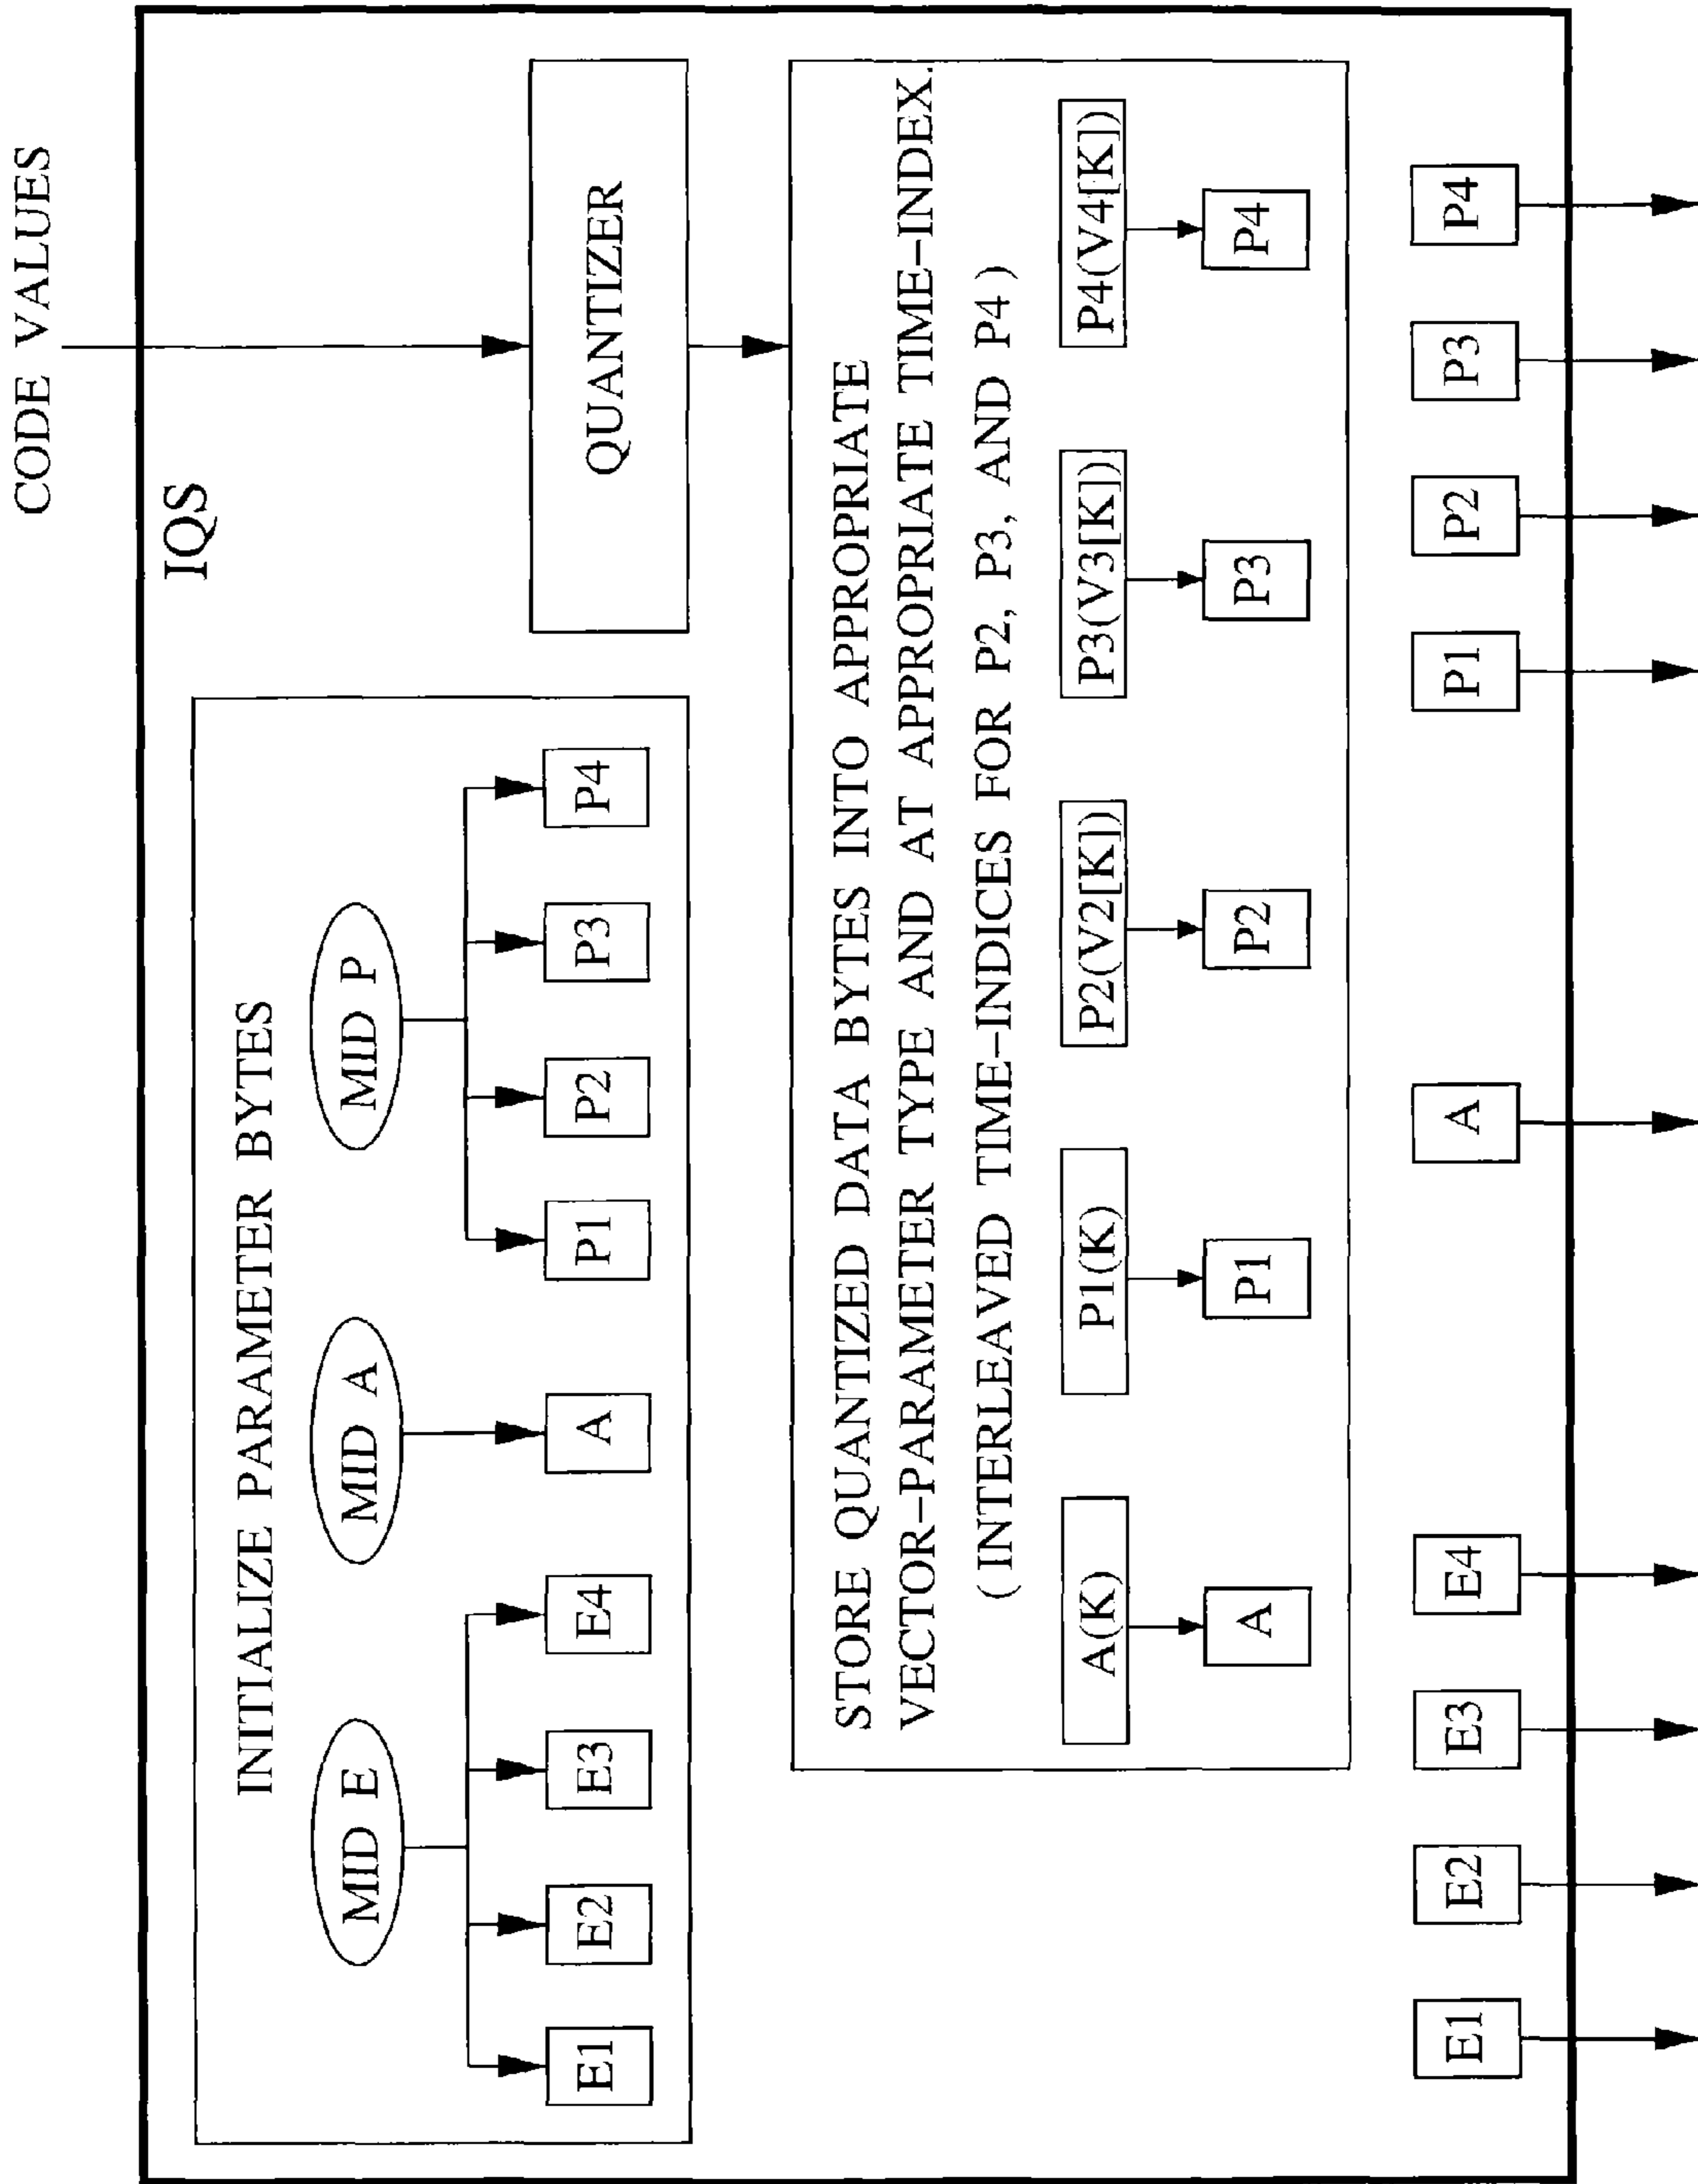 CODE VALUES
IQS
INITIALIZE PARAMETER BYTES
MID E MID A MID P
E1 E2 E3 E4 A P1 P2 P3 P4
QUANTIZER
STORE QUANTIZED DATA BYTES INTO APPROPRIATE
VECTOR–PARAMETER TYPE AND AT APPROPRIATE TIME–INDEX.
( INTERLEAVED TIME–INDICES FOR P2, P3, AND P4 )
A(K) P1(K) P2(V2[K]) P3(V3[K]) P4(V4[K])
A P1 P2 P3 P4
E1 E2 E3 E4 A P1 P2 P3 P4